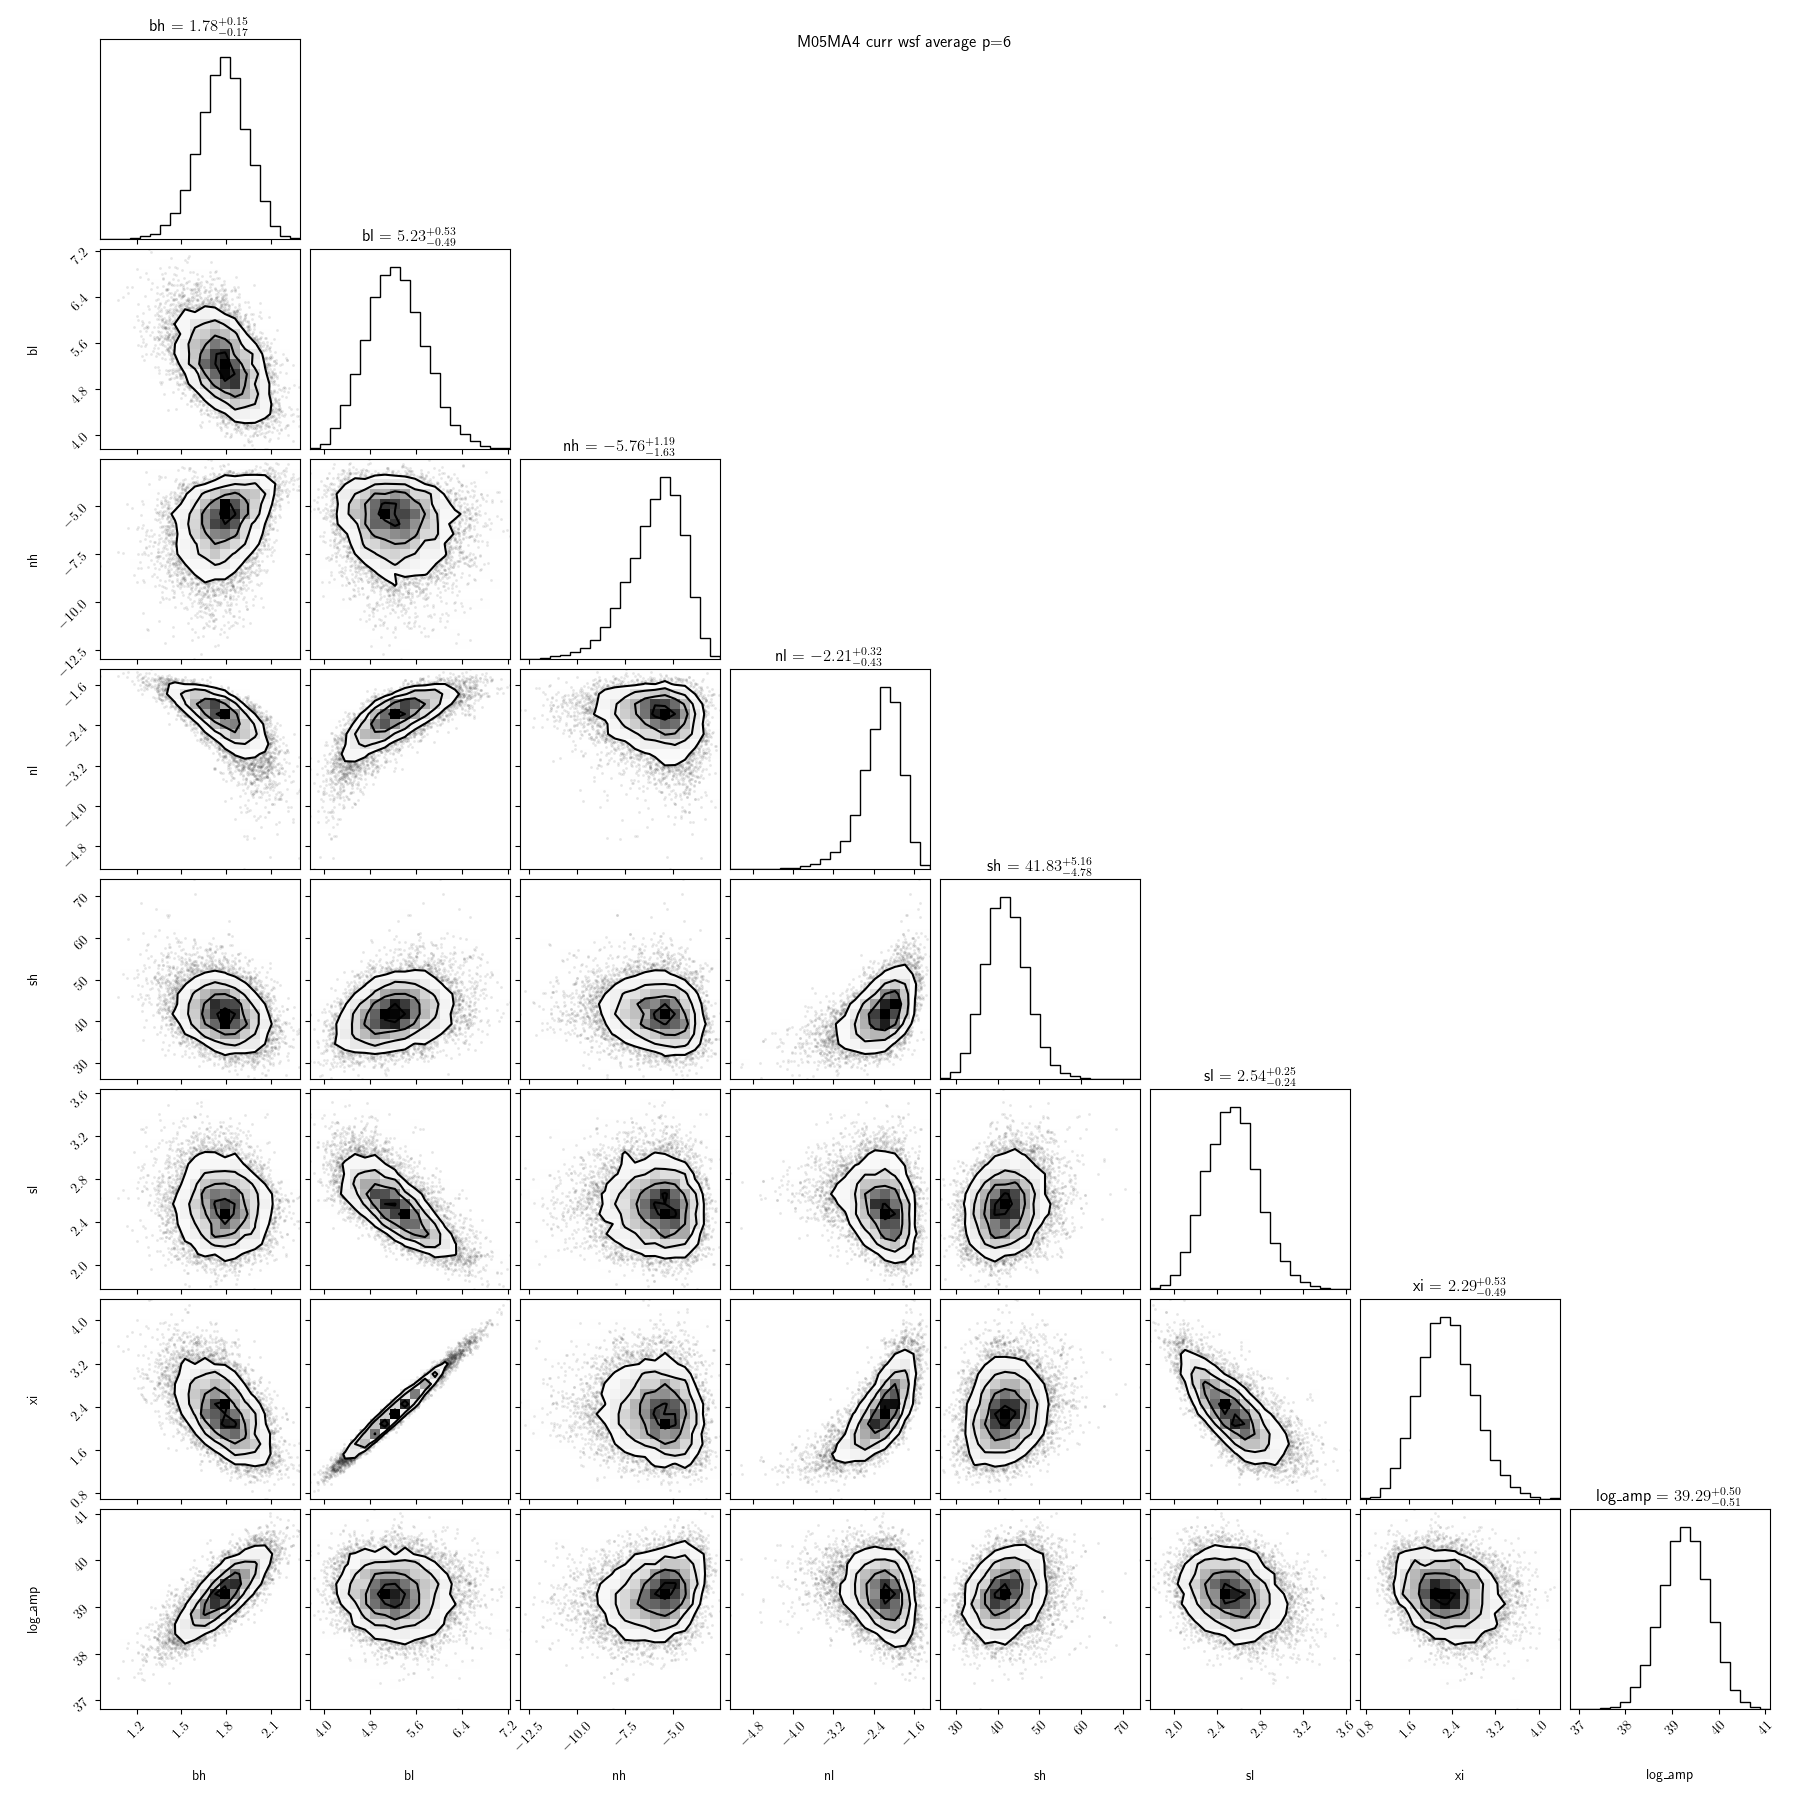 M05MA4 curr wsf average p=6
bh = 1.78^{+0.15}_{-0.17}
bl = 5.23^{+0.53}_{-0.49}
nh = −5.76^{+1.19}_{-1.63}
nl = −2.21^{+0.32}_{-0.43}
sh = 41.83^{+5.16}_{-4.78}
sl = 2.54^{+0.25}_{-0.24}
xi = 2.29^{+0.53}_{-0.49}
log_amp = 39.29^{+0.50}_{-0.51}
bl
7.2
6.4
5.6
4.8
4.0
nh
−5.0
−7.5
−10.0
−12.5
nl
−1.6
−2.4
−3.2
−4.0
−4.8
sh
70
60
50
40
30
sl
3.6
3.2
2.8
2.4
2.0
xi
4.0
3.2
2.4
1.6
0.8
log_amp
41
40
39
38
37
1.2 1.5 1.8 2.1
4.0 4.8 5.6 6.4 7.2
−12.5 −10.0 −7.5 −5.0
−4.8 −4.0 −3.2 −2.4 −1.6
30 40 50 60 70
2.0 2.4 2.8 3.2 3.6
0.8 1.6 2.4 3.2 4.0
37 38 39 40 41
bh bl nh nl sh sl xi log_amp